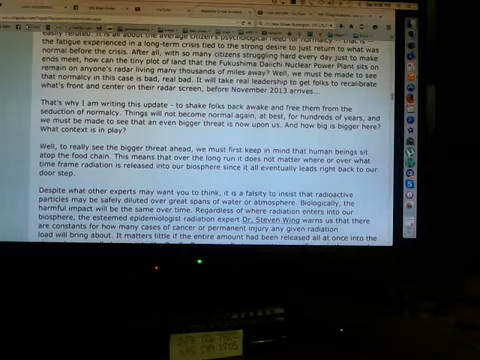 easily refuted. It is all about the average citizen's psychological need for normalcy
the fatigue experienced in a long-term crisis tied to the strong desire to just return to what was
normal before the crisis. After all, with so many citizens struggling hard every day just to make
ends meet, how can the tiny plot of land that the Fukushima Daiichi Nuclear Power Plant sits on
remain on anyone's radar living many thousands of miles away? Well, we must be made to see
that normalcy in this case is bad, real bad. It will take real leadership to get folks to recalibrate
what's front and center on their radar screen, before November 2013 arrives...
That's why I am writing this update - to shake folks back awake and free them from the
seduction of normalcy. Things will not become normal again, at best, for hundreds of years, and
we must be made to see that an even bigger threat is now upon us. And how big is bigger here?
What context is in play?
Well, to really see the bigger threat ahead, we must first keep in mind that human beings sit
atop the food chain. This means that over the long run it does not matter where or over what
time frame radiation is released into our biosphere since it all eventually leads right back to our
door step.
Despite what other experts may want you to think, it is a falsity to insist that radioactive
particles may be safely diluted over great spans of water or atmosphere. Biologically, the
harmful impact will be the same over time. Regardless of where radiation enters into our
biosphere, the esteemed epidemiologist radiation expert Dr. Steven Wing warns us that there
are constants for how many cases of cancer or permanent injury any given radiation
load will bring about. It matters little if the entire amount had been released all at once into the